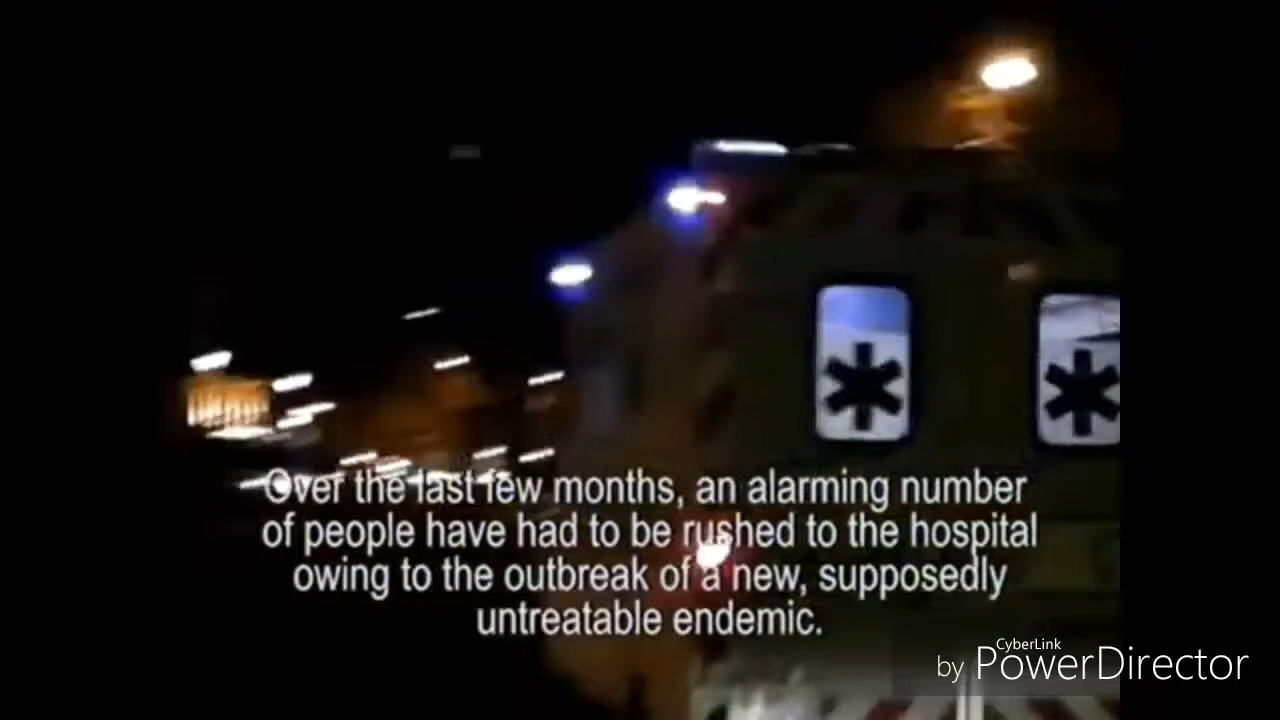 Over the last few months, an alarming number
of people have had to be rushed to the hospital
owing to the outbreak of a new, supposedly
untreatable endemic.
CyberLink
by PowerDirector